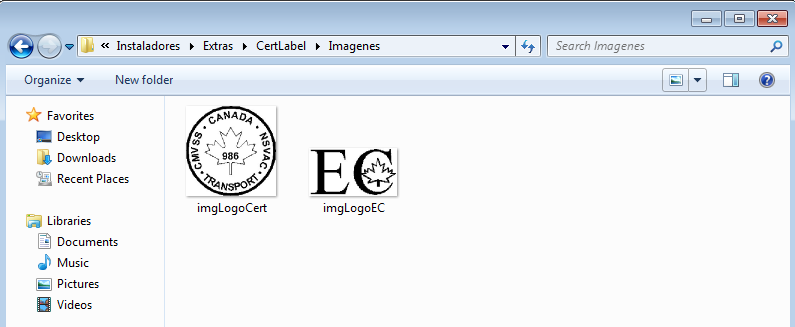 « Instaladores ▸ Extras ▸ CertLabel ▸ Imagenes
Search Imagenes
Organize ▾ New folder
Favorites
Desktop
Downloads
Recent Places
Libraries
Documents
Music
Pictures
Videos
CANADA · NSVAC · TRANSPORT · CMVSS ·
986
imgLogoCert
EC
imgLogoEC